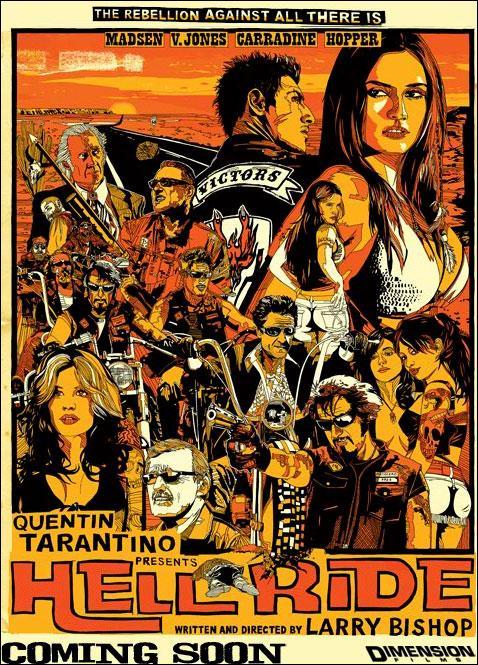 THE REBELLION AGAINST ALL THERE IS
MADSEN V.JONES CARRADINE HOPPER
VICTORS
QUENTIN
TARANTINO
PRESENTS
HELL RIDE
WRITTEN AND DIRECTED BY LARRY BISHOP
COMING SOON
DIMENSION
FILMS